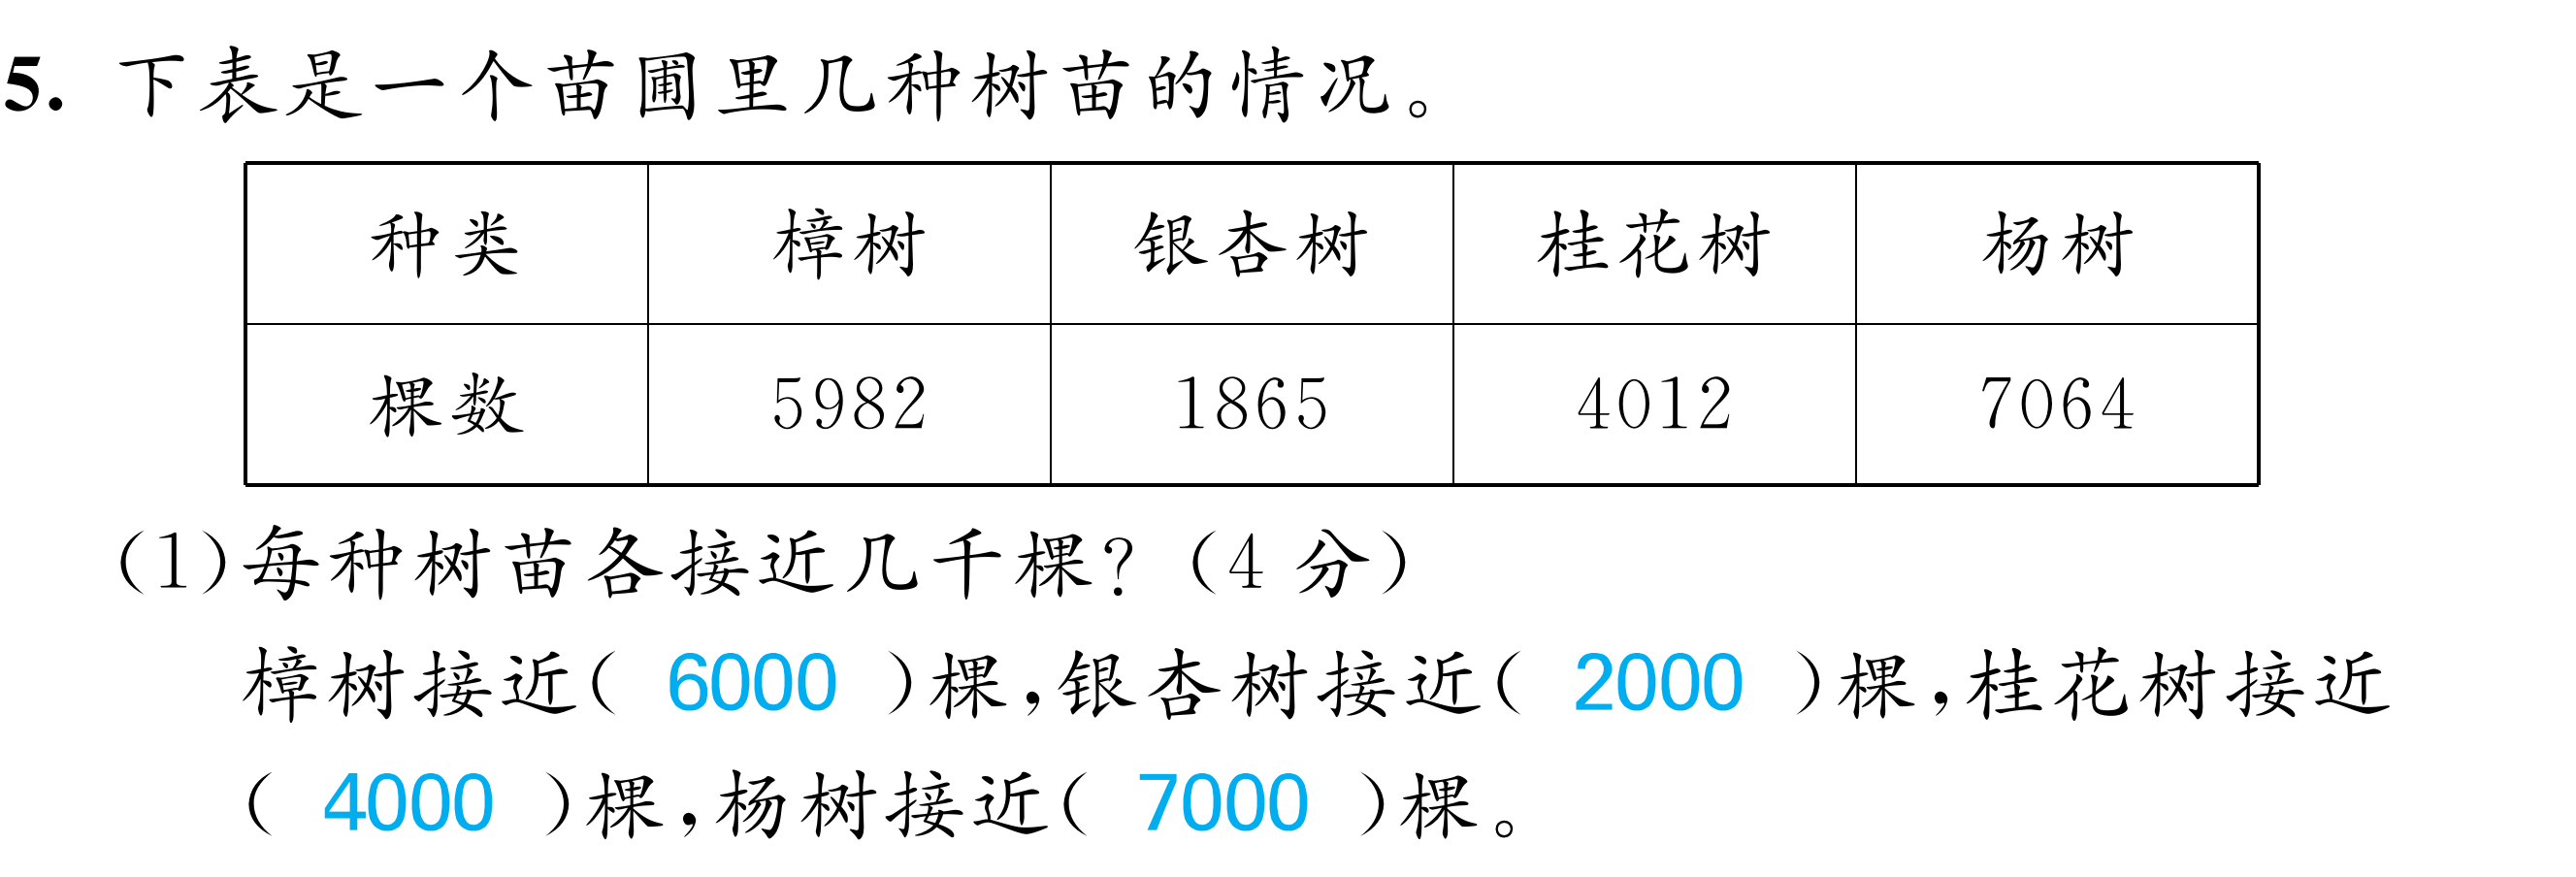 5. 下表是一个苗圃里几种树苗的情况。
种类 樟树 银杏树 桂花树 杨树
棵数 5982 1865 4012 7064
(1)每种树苗各接近几千棵?(4 分)
樟树接近( 6000 )棵,银杏树接近( 2000 )棵,桂花树接近
( 4000 )棵,杨树接近( 7000 )棵。